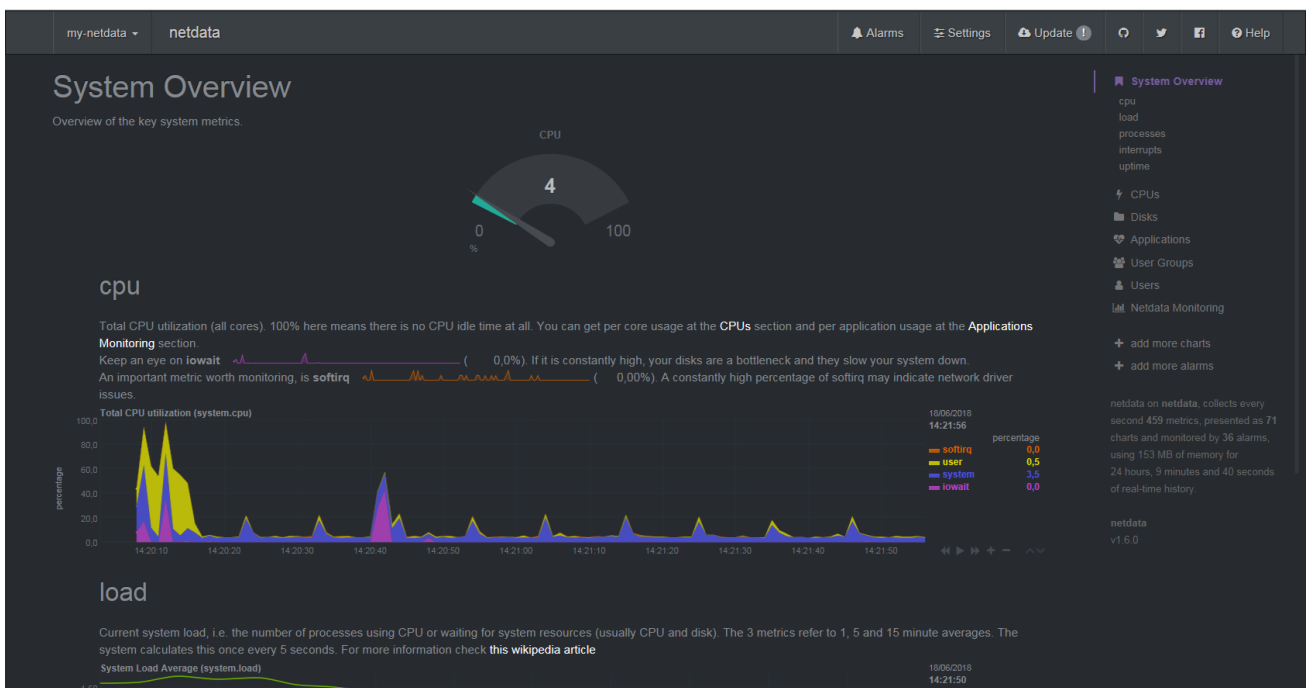 my-netdata
netdata
Alarms
Settings
Update !
Help
System Overview
Overview of the key system metrics.
CPU
4
0
100
%
cpu
Total CPU utilization (all cores). 100% here means there is no CPU idle time at all. You can get per core usage at the CPUs section and per application usage at the Applications
Monitoring section.
Keep an eye on iowait ( 0,0%). If it is constantly high, your disks are a bottleneck and they slow your system down.
An important metric worth monitoring, is softirq ( 0,00%). A constantly high percentage of softirq may indicate network driver
issues.
Total CPU utilization (system.cpu)
18/06/2018
14:21:56
percentage
softirq 0,0
user 0,5
system 3,5
iowait 0,0
percentage
100,0
80,0
60,0
40,0
20,0
0,0
14:20:10 14:20:20 14:20:30 14:20:40 14:20:50 14:21:00 14:21:10 14:21:20 14:21:30 14:21:40 14:21:50
load
Current system load, i.e. the number of processes using CPU or waiting for system resources (usually CPU and disk). The 3 metrics refer to 1, 5 and 15 minute averages. The
system calculates this once every 5 seconds. For more information check this wikipedia article
System Load Average (system.load)
18/06/2018
14:21:50
System Overview
cpu
load
processes
interrupts
uptime
CPUs
Disks
Applications
User Groups
Users
Netdata Monitoring
add more charts
add more alarms
netdata on netdata, collects every
second 459 metrics, presented as 71
charts and monitored by 36 alarms,
using 153 MB of memory for
24 hours, 9 minutes and 40 seconds
of real-time history.
netdata
v1.6.0